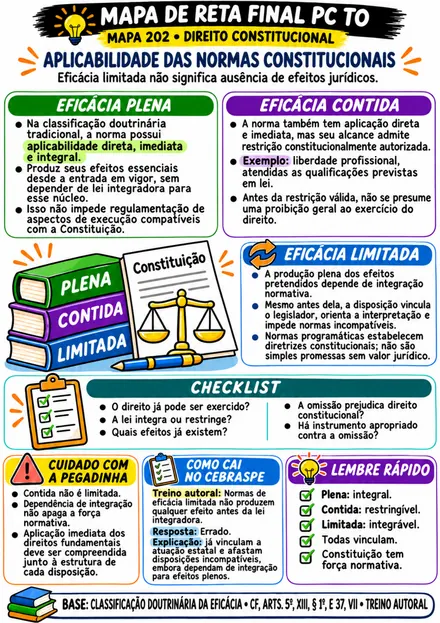 MAPA DE RETA FINAL PC TO
MAPA 202 • DIREITO CONSTITUCIONAL
APLICABILIDADE DAS NORMAS CONSTITUCIONAIS
Eficácia limitada não significa ausência de efeitos jurídicos.
EFICÁCIA PLENA
• Na classificação doutrinária
tradicional, a norma possui
aplicabilidade direta, imediata
e integral.
• Produz seus efeitos essenciais
desde a entrada em vigor, sem
depender de lei integradora para
esse núcleo.
• Isso não impede regulamentação de
aspectos de execução compatíveis
com a Constituição.
EFICÁCIA CONTIDA
• A norma também tem aplicação direta
e imediata, mas seu alcance admite
restrição constitucionalmente autorizada.
• Exemplo: liberdade profissional,
atendidas as qualificações previstas
em lei.
• Antes da restrição válida, não se presume
uma proibição geral ao exercício do
direito.
PLENA
CONTIDA
LIMITADA
Constituição
EFICÁCIA LIMITADA
• A produção plena dos efeitos
pretendidos depende de integração
normativa.
• Mesmo antes dela, a disposição vincula
o legislador, orienta a interpretação e
impede normas incompatíveis.
• Normas programáticas estabelecem
diretrizes constitucionais; não são
simples promessas sem valor jurídico.
CHECKLIST
• O direito já pode ser exercido?
• A lei integra ou restringe?
• Quais efeitos já existem?
• A omissão prejudica direito
constitucional?
• Há instrumento apropriado
contra a omissão?
CUIDADO COM
A PEGADINHA
• Contida não é limitada.
• Dependência de integração
não apaga a força
normativa.
• Aplicação imediata dos
direitos fundamentais
deve ser compreendida
junto à estrutura de
cada disposição.
COMO CAI
NO CEBRASPE
Treino autoral: Normas de
eficácia limitada não produzem
qualquer efeito antes da lei
integradora.
Resposta: Errado.
Explicação: já vinculam a
atuação estatal e afastam
disposições incompatíveis,
embora dependam de integração
para efeitos plenos.
LEMBRE RÁPIDO
Plena: integral.
Contida: restringível.
Limitada: integrável.
Todas vinculam.
Constituição tem
força normativa.
BASE: CLASSIFICAÇÃO DOUTRINÁRIA DA EFICÁCIA • CF, ARTS. 5º, XIII, § 1º, E 37, VII • TREINO AUTORAL